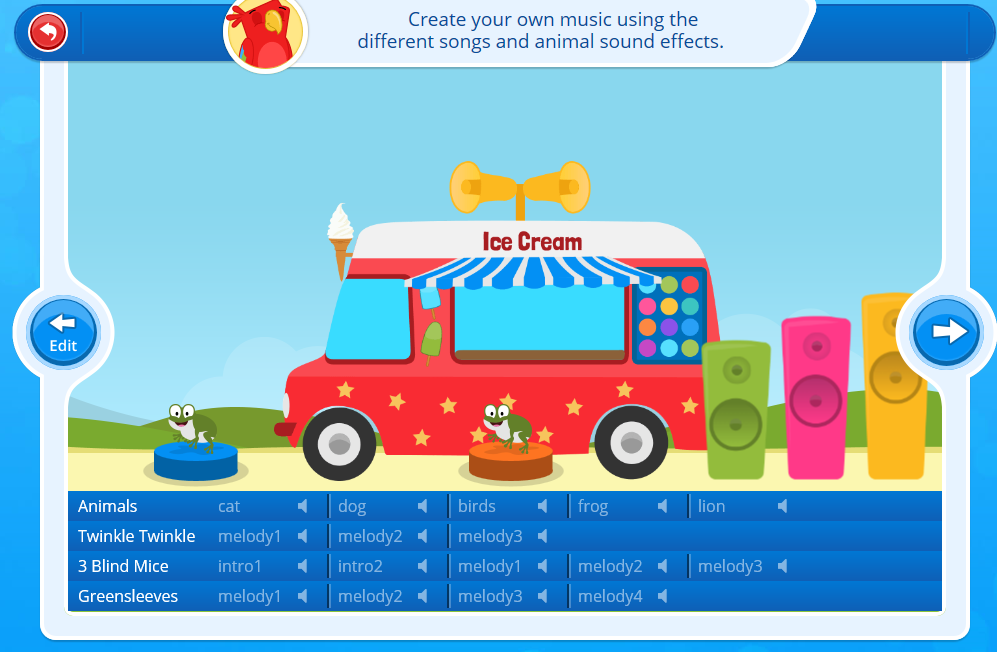 Create your own music using the
different songs and animal sound effects.
Ice Cream
Edit
Animals cat dog birds frog lion
Twinkle Twinkle melody1 melody2 melody3
3 Blind Mice intro1 intro2 melody1 melody2 melody3
Greensleeves melody1 melody2 melody3 melody4